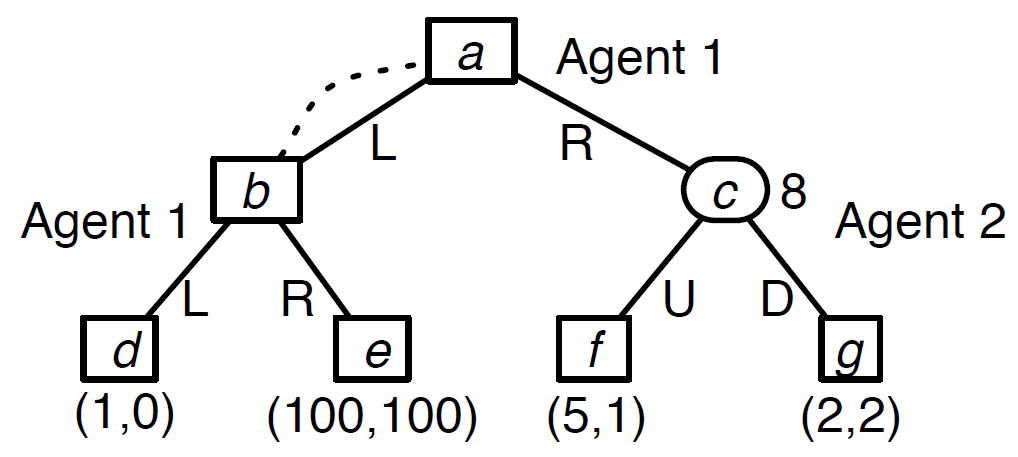 a Agent 1
L R
b c 8
Agent 1 Agent 2
L R U D
d e f g
(1,0) (100,100) (5,1) (2,2)